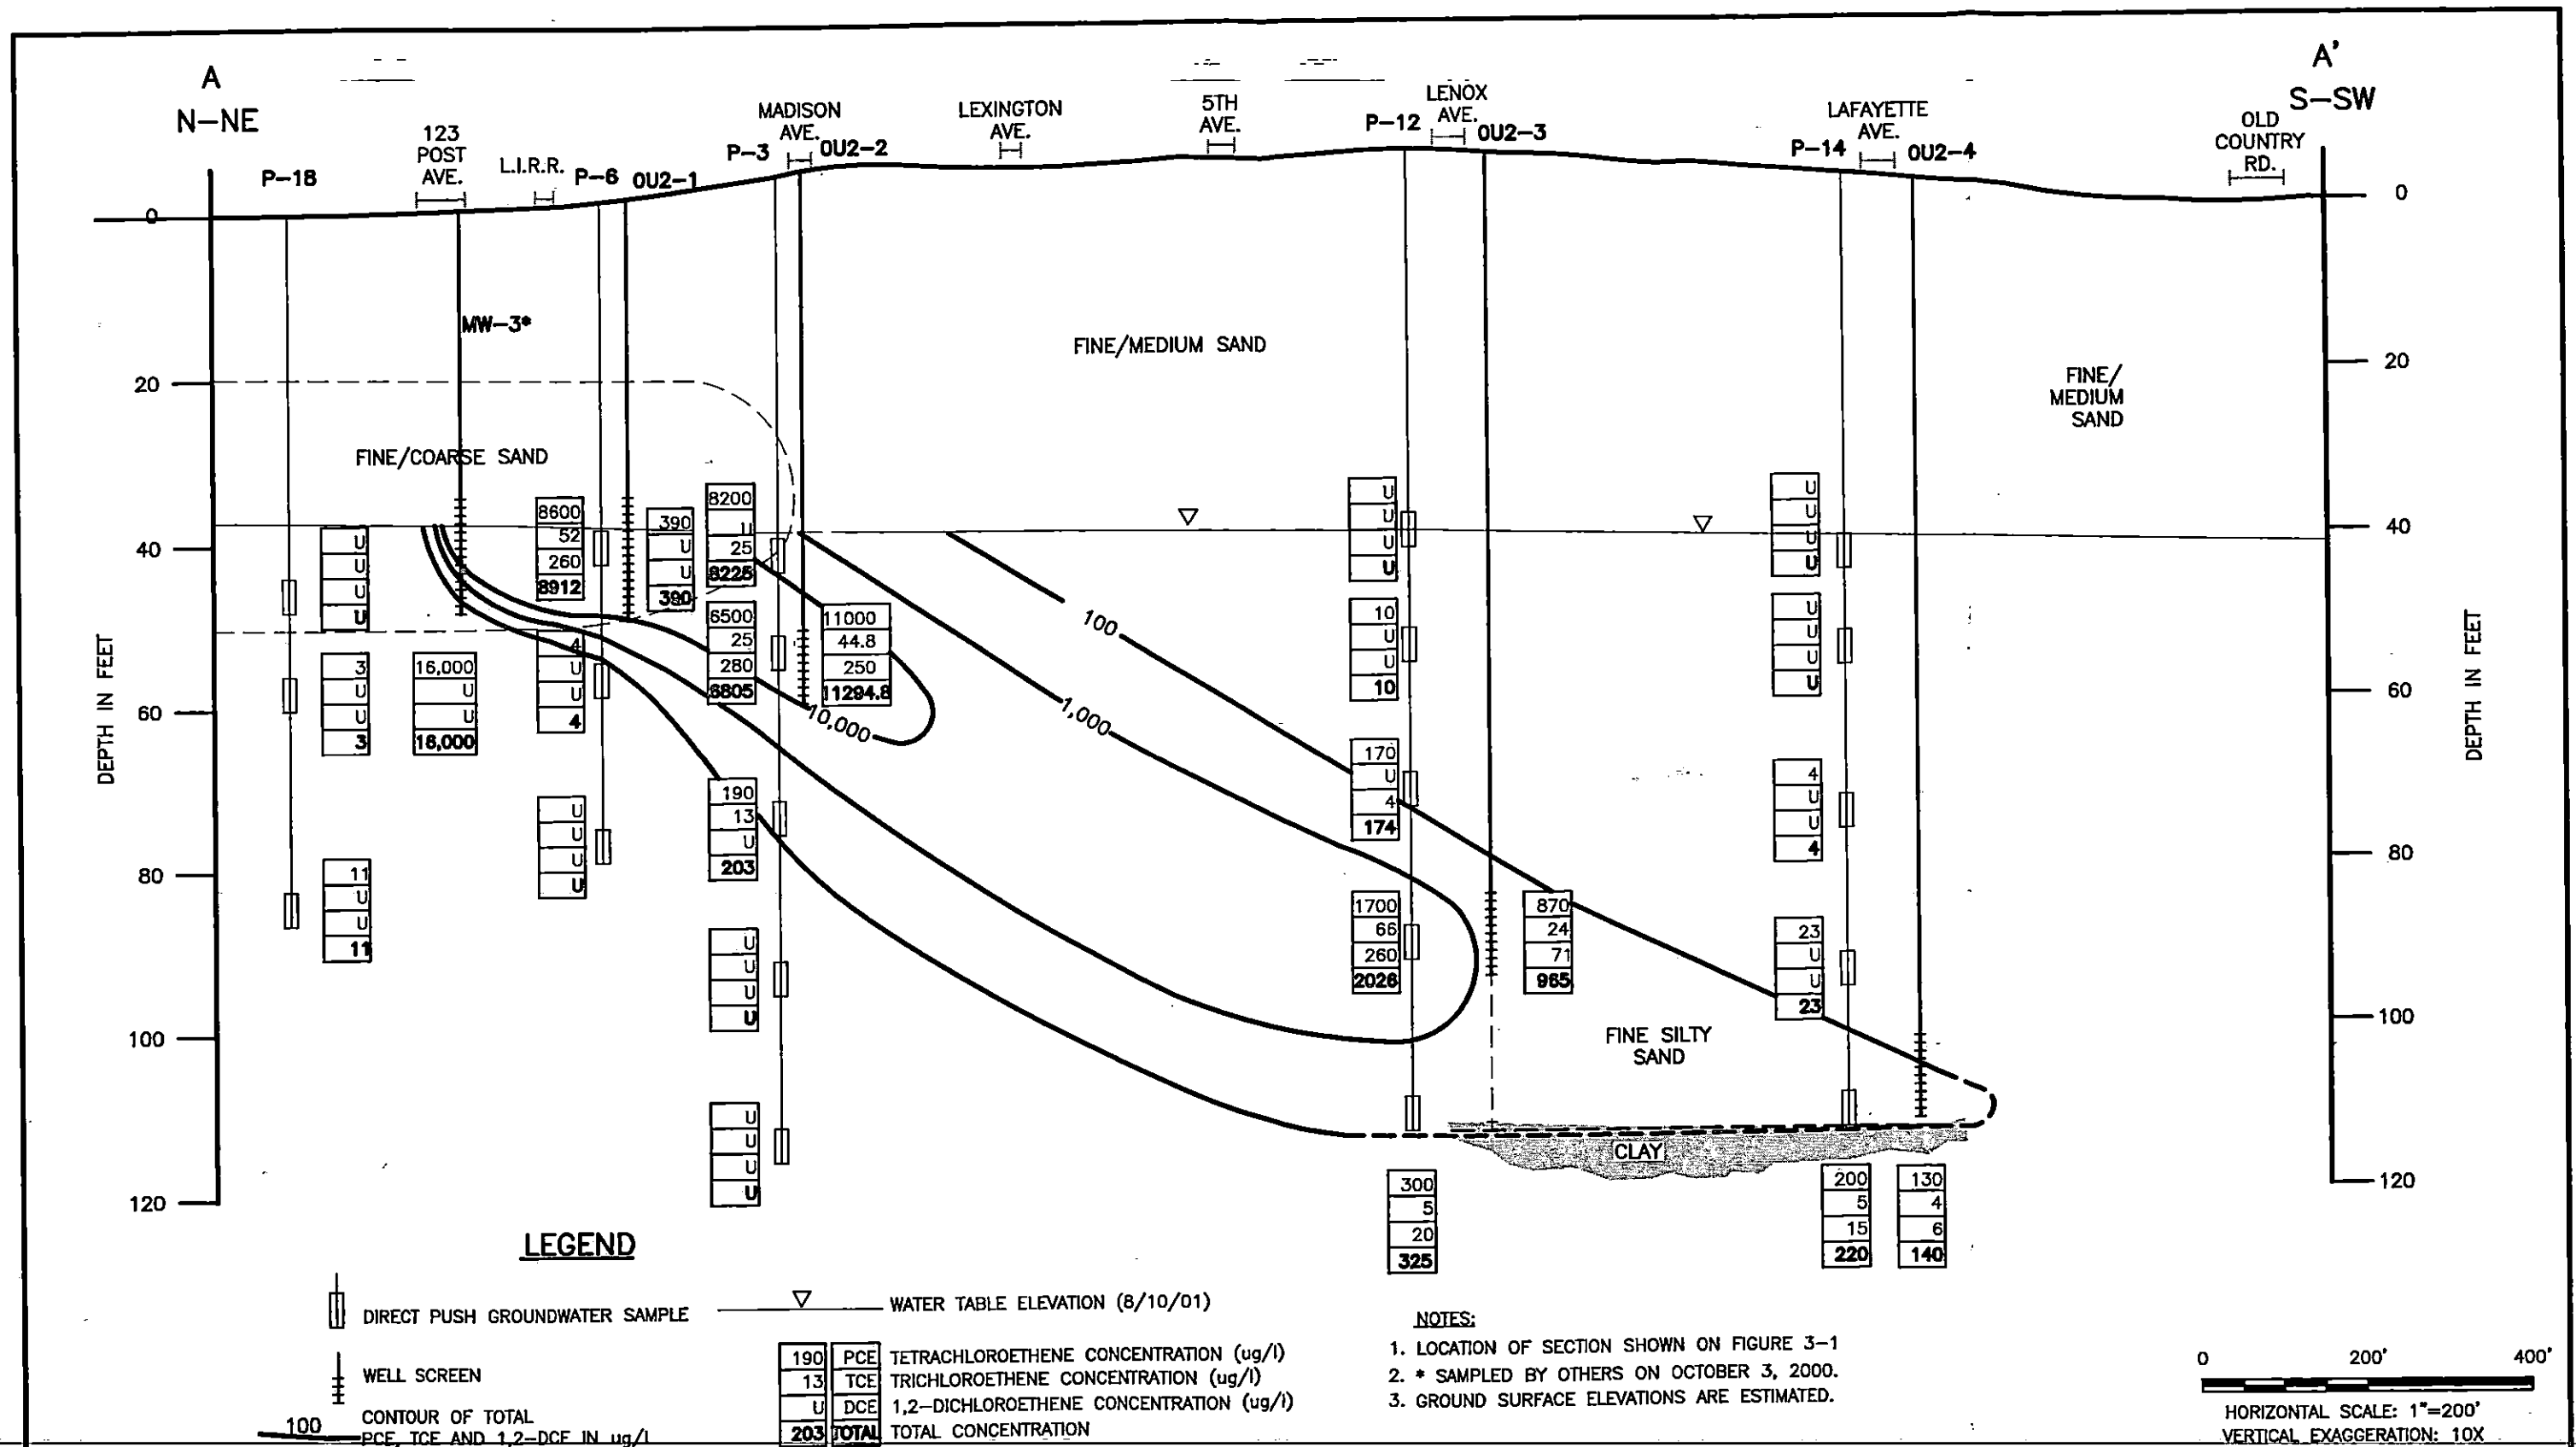 A
N-NE
A'
S-SW
P-18
123
POST
AVE.
L.I.R.R.
P-6
OU2-1
P-3
MADISON
AVE.
OU2-2
LEXINGTON
AVE.
5TH
AVE.
P-12
LENOX
AVE.
OU2-3
P-14
LAFAYETTE
AVE.
OU2-4
OLD
COUNTRY
RD.
0
20
40
60
80
100
120
DEPTH IN FEET
MW-3*
FINE/COARSE SAND
FINE/MEDIUM SAND
FINE/
MEDIUM
SAND
U
U
U
U
3
U
U
3
11
U
U
11
16,000
U
U
16,000
8600
52
260
8912
4
U
U
4
U
U
U
U
390
U
U
390
8200
U
25
8225
6500
25
280
6805
190
13
U
203
U
U
U
U
U
U
U
U
11000
44.8
250
11294.8
10,000
1,000
100
U
U
U
U
10
U
U
10
170
U
4
174
1700
66
260
2026
300
5
20
325
870
24
71
965
FINE SILTY
SAND
CLAY
U
U
U
U
U
U
U
U
4
U
U
4
23
U
U
23
200
5
15
220
130
4
6
140
0
20
40
60
80
100
120
DEPTH IN FEET
LEGEND
DIRECT PUSH GROUNDWATER SAMPLE
WELL SCREEN
100 CONTOUR OF TOTAL
PCE, TCE AND 1,2-DCE IN ug/l
WATER TABLE ELEVATION (8/10/01)
190 PCE TETRACHLOROETHENE CONCENTRATION (ug/l)
13 TCE TRICHLOROETHENE CONCENTRATION (ug/l)
U DCE 1,2-DICHLOROETHENE CONCENTRATION (ug/l)
203 TOTAL TOTAL CONCENTRATION
NOTES:
1. LOCATION OF SECTION SHOWN ON FIGURE 3-1
2. * SAMPLED BY OTHERS ON OCTOBER 3, 2000.
3. GROUND SURFACE ELEVATIONS ARE ESTIMATED.
0 200' 400'
HORIZONTAL SCALE: 1"=200'
VERTICAL EXAGGERATION: 10X